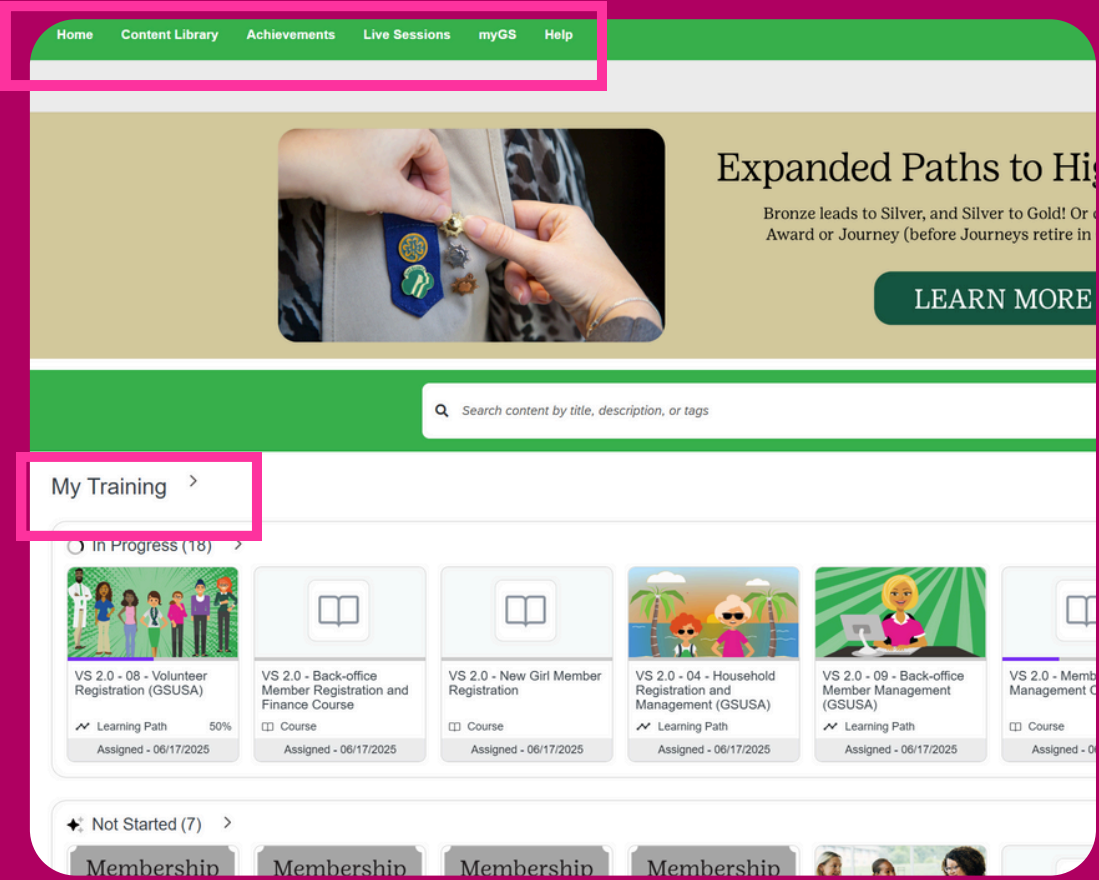 Home Content Library Achievements Live Sessions myGS Help
Expanded Paths to Hi
Bronze leads to Silver, and Silver to Gold! Or
Award or Journey (before Journeys retire in
LEARN MORE
Search content by title, description, or tags
My Training
In Progress (18)
VS 2.0 - 08 - Volunteer
Registration (GSUSA)
Learning Path 50%
Assigned - 06/17/2025
VS 2.0 - Back-office
Member Registration and
Finance Course
Course
Assigned - 06/17/2025
VS 2.0 - New Girl Member
Registration
Course
Assigned - 06/17/2025
VS 2.0 - 04 - Household
Registration and
Management (GSUSA)
Learning Path
Assigned - 06/17/2025
VS 2.0 - 09 - Back-office
Member Management
(GSUSA)
Learning Path
Assigned - 06/17/2025
VS 2.0 - Memb
Management C
Course
Assigned - 0
Not Started (7)
Membership
Membership
Membership
Membership